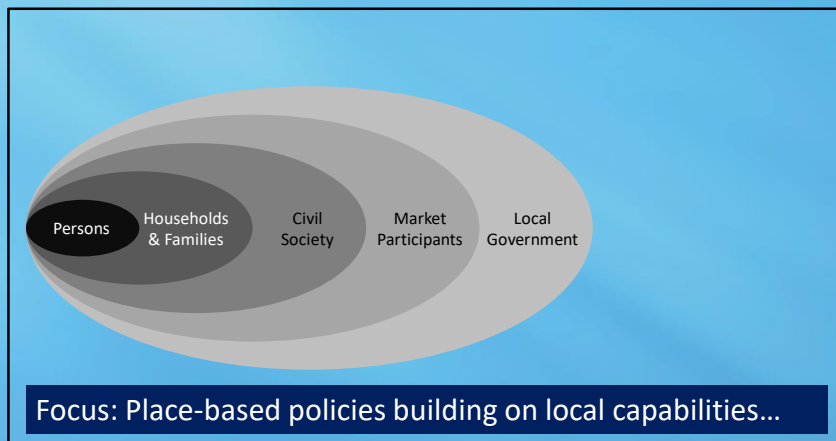 Persons
Households
& Families
Civil
Society
Market
Participants
Local
Government
Focus: Place-based policies building on local capabilities…